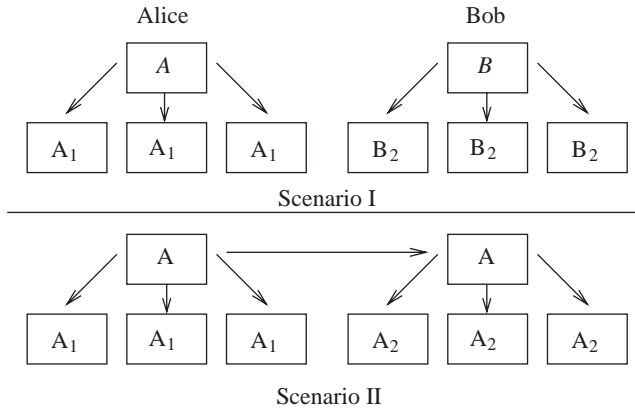 Alice Bob
A B
A₁ A₁ A₁ B₂ B₂ B₂
Scenario I
A A
A₁ A₁ A₁ A₂ A₂ A₂
Scenario II